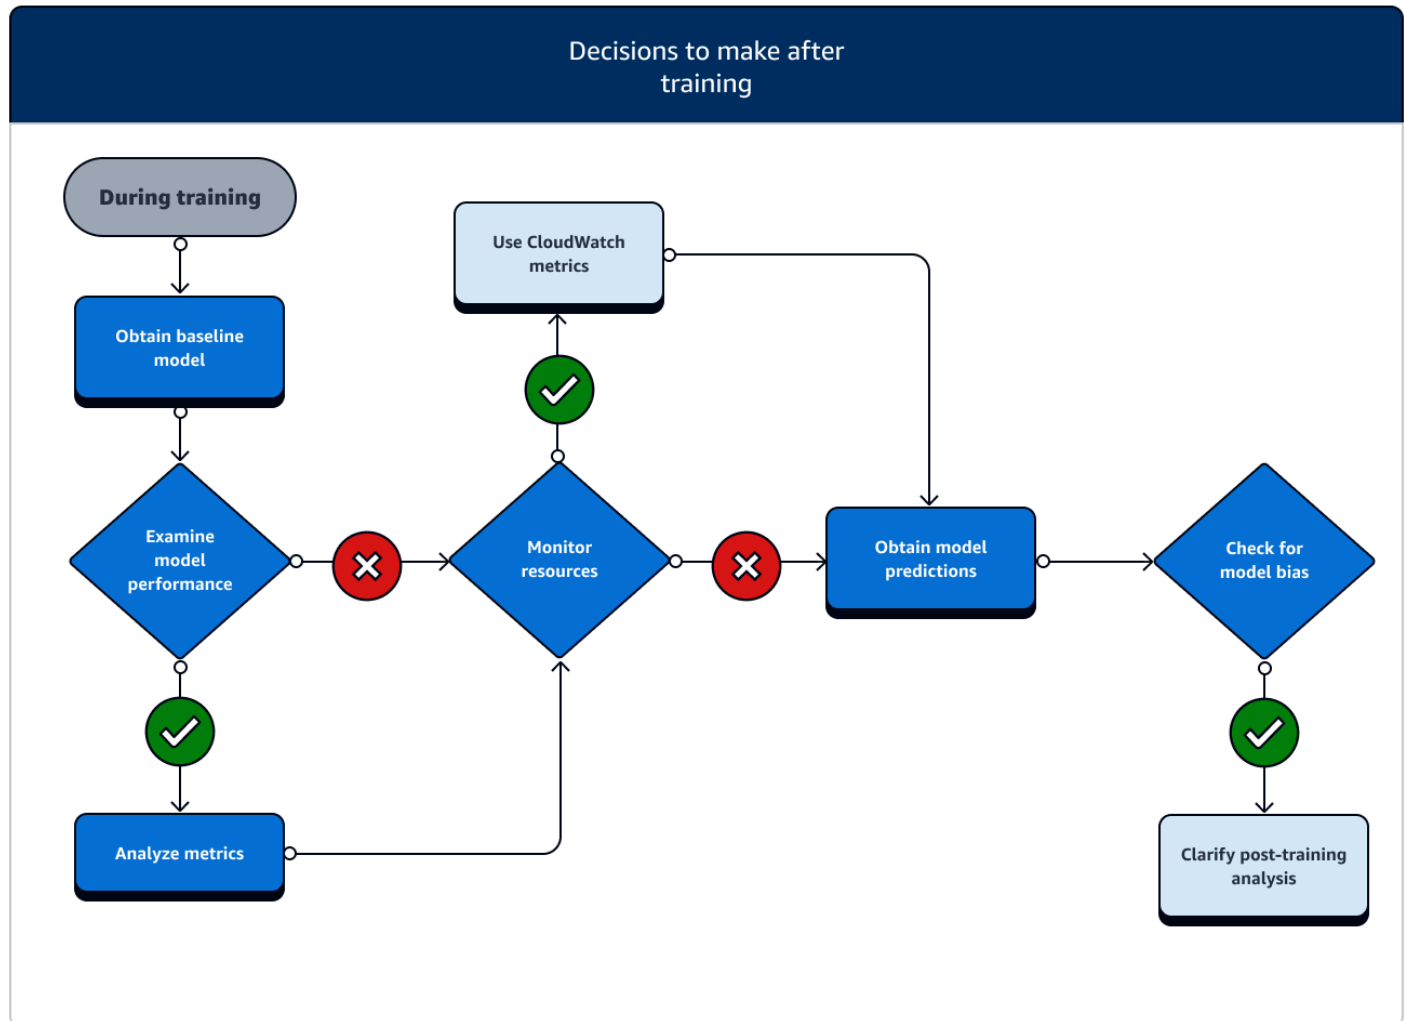 Decisions to make after
training
During training
Obtain baseline
model
Examine
model
performance
Analyze metrics
Use CloudWatch
metrics
Monitor
resources
Obtain model
predictions
Check for
model bias
Clarify post-training
analysis